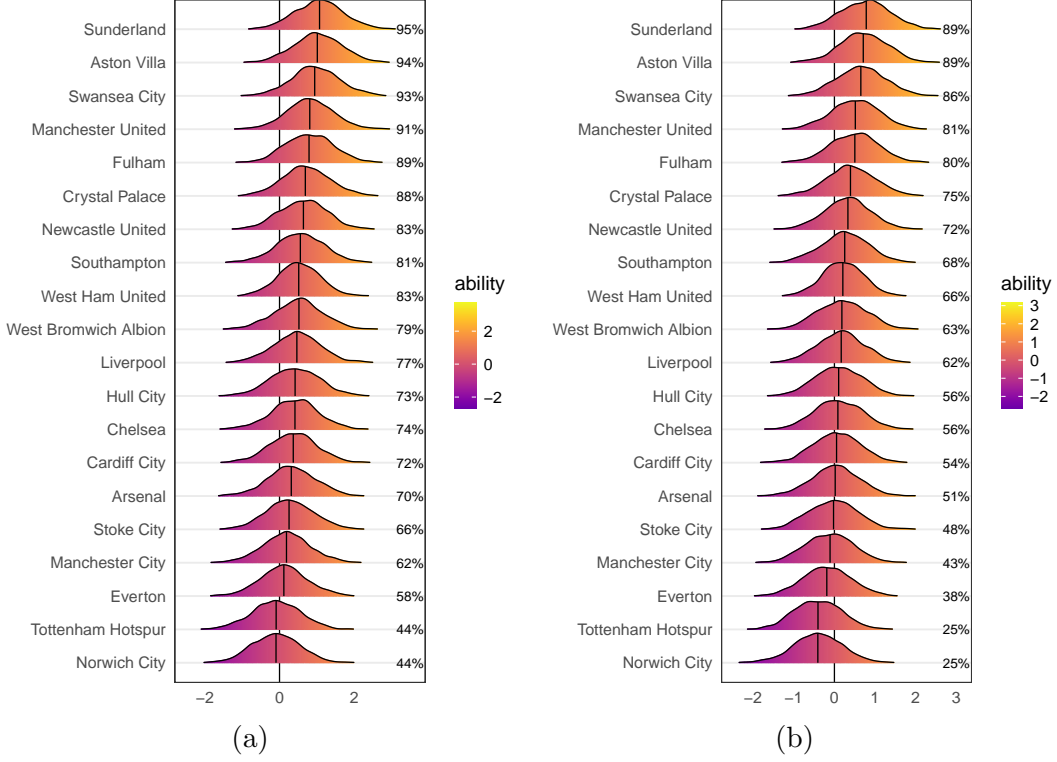 Sunderland 95%
Aston Villa 94%
Swansea City 93%
Manchester United 91%
Fulham 89%
Crystal Palace 88%
Newcastle United 83%
Southampton 81%
West Ham United 83%
West Bromwich Albion 79%
Liverpool 77%
Hull City 73%
Chelsea 74%
Cardiff City 72%
Arsenal 70%
Stoke City 66%
Manchester City 62%
Everton 58%
Tottenham Hotspur 44%
Norwich City 44%
−2 0 2
ability
2
0
−2
(a)
Sunderland 89%
Aston Villa 89%
Swansea City 86%
Manchester United 81%
Fulham 80%
Crystal Palace 75%
Newcastle United 72%
Southampton 68%
West Ham United 66%
West Bromwich Albion 63%
Liverpool 62%
Hull City 56%
Chelsea 56%
Cardiff City 54%
Arsenal 51%
Stoke City 48%
Manchester City 43%
Everton 38%
Tottenham Hotspur 25%
Norwich City 25%
−2 −1 0 1 2 3
ability
3
2
1
0
−1
−2
(b)